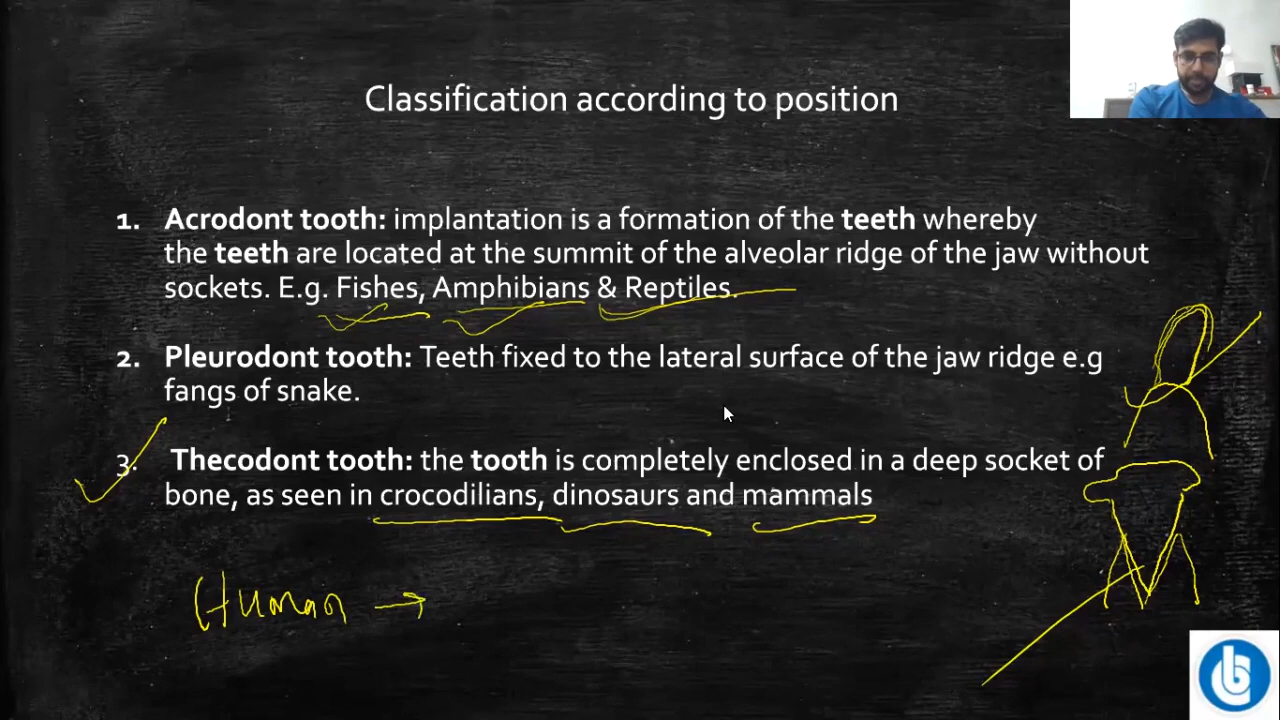 Classification according to position
1. Acrodont tooth: implantation is a formation of the teeth whereby
the teeth are located at the summit of the alveolar ridge of the jaw without
sockets. E.g. Fishes, Amphibians & Reptiles.
2. Pleurodont tooth: Teeth fixed to the lateral surface of the jaw ridge e.g
fangs of snake.
3. Thecodont tooth: the tooth is completely enclosed in a deep socket of
bone, as seen in crocodilians, dinosaurs and mammals
Human →